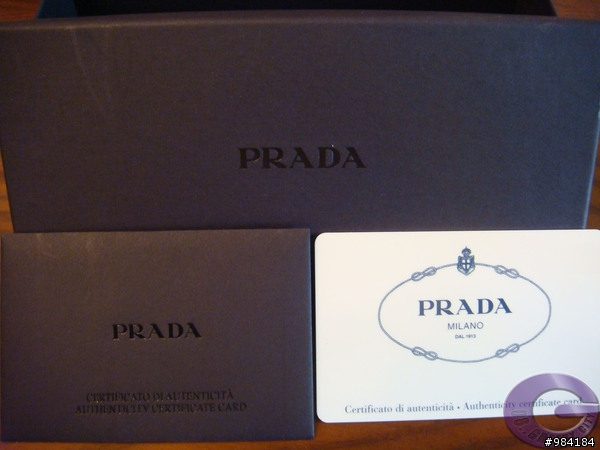 PRADA
PRADA
CERTIFICATO DI AUTENTICITÀ
AUTHENTICITY CERTIFICATE CARD
PRADA
MILANO
DAL 1913
Certificato di autenticità • Authenticity certificate card
#984184